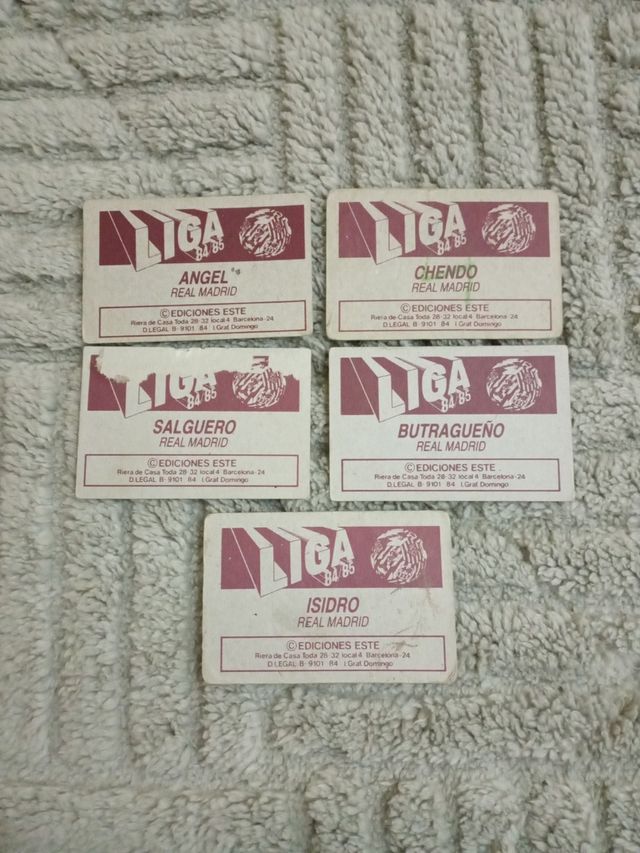 LIGA
84/85
ANGEL
REAL MADRID
©EDICIONES ESTE
Riera de Casa Toda 28-32 local 4 Barcelona-24
D.LEGAL B-9101 84 I.Graf.Domingo
LIGA
84/85
CHENDO
REAL MADRID
©EDICIONES ESTE
Riera de Casa Toda 28-32 local 4 Barcelona-24
D.LEGAL B-9101 84 I.Graf.Domingo
LIGA
84/85
SALGUERO
REAL MADRID
©EDICIONES ESTE
Riera de Casa Toda 28-32 local 4 Barcelona-24
D.LEGAL B-9101 84 I.Graf.Domingo
LIGA
84/85
BUTRAGUEÑO
REAL MADRID
©EDICIONES ESTE
Riera de Casa Toda 28-32 local 4 Barcelona-24
D.LEGAL B-9101 84 I.Graf.Domingo
LIGA
84/85
ISIDRO
REAL MADRID
©EDICIONES ESTE
Riera de Casa Toda 28-32 local 4 Barcelona-24
D.LEGAL B-9101 84 I.Graf.Domingo